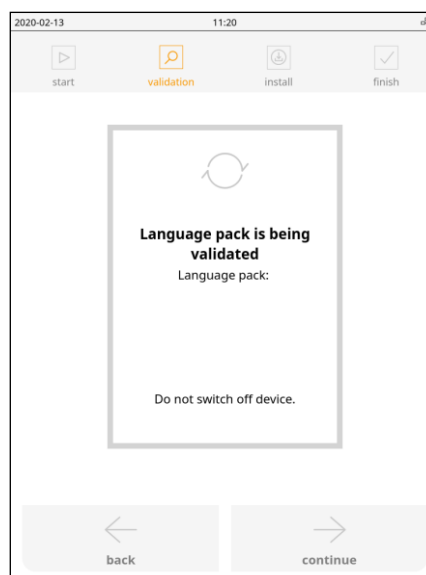 2020-02-13 11:20
start validation install finish
Language pack is being
validated
Language pack:
Do not switch off device.
back continue